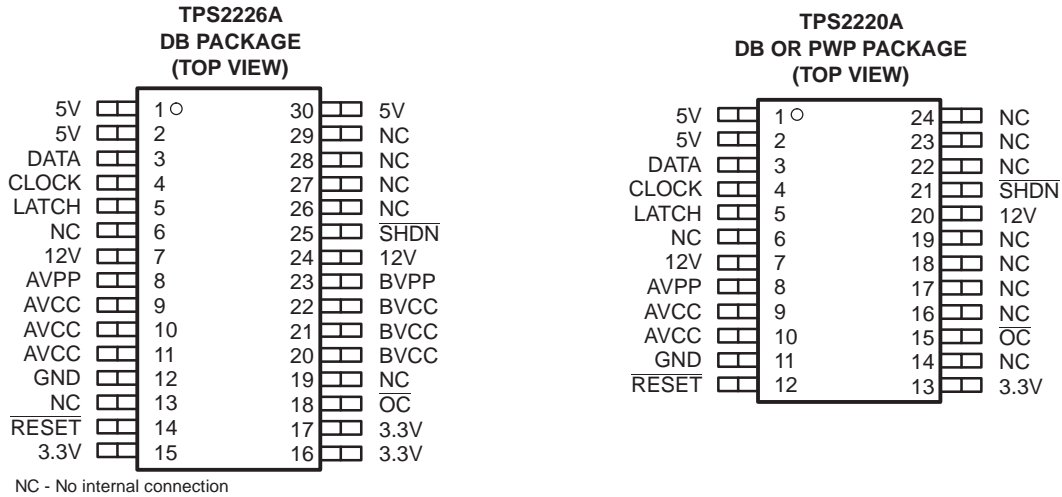 TPS2226A
DB PACKAGE
(TOP VIEW)
5V 1 30 5V
5V 2 29 NC
DATA 3 28 NC
CLOCK 4 27 NC
LATCH 5 26 NC
NC 6 25 SHDN
12V 7 24 12V
AVPP 8 23 BVPP
AVCC 9 22 BVCC
AVCC 10 21 BVCC
AVCC 11 20 BVCC
GND 12 19 NC
NC 13 18 OC
RESET 14 17 3.3V
3.3V 15 16 3.3V
NC - No internal connection
TPS2220A
DB OR PWP PACKAGE
(TOP VIEW)
5V 1 24 NC
5V 2 23 NC
DATA 3 22 NC
CLOCK 4 21 SHDN
LATCH 5 20 12V
NC 6 19 NC
12V 7 18 NC
AVPP 8 17 NC
AVCC 9 16 NC
AVCC 10 15 OC
GND 11 14 NC
RESET 12 13 3.3V